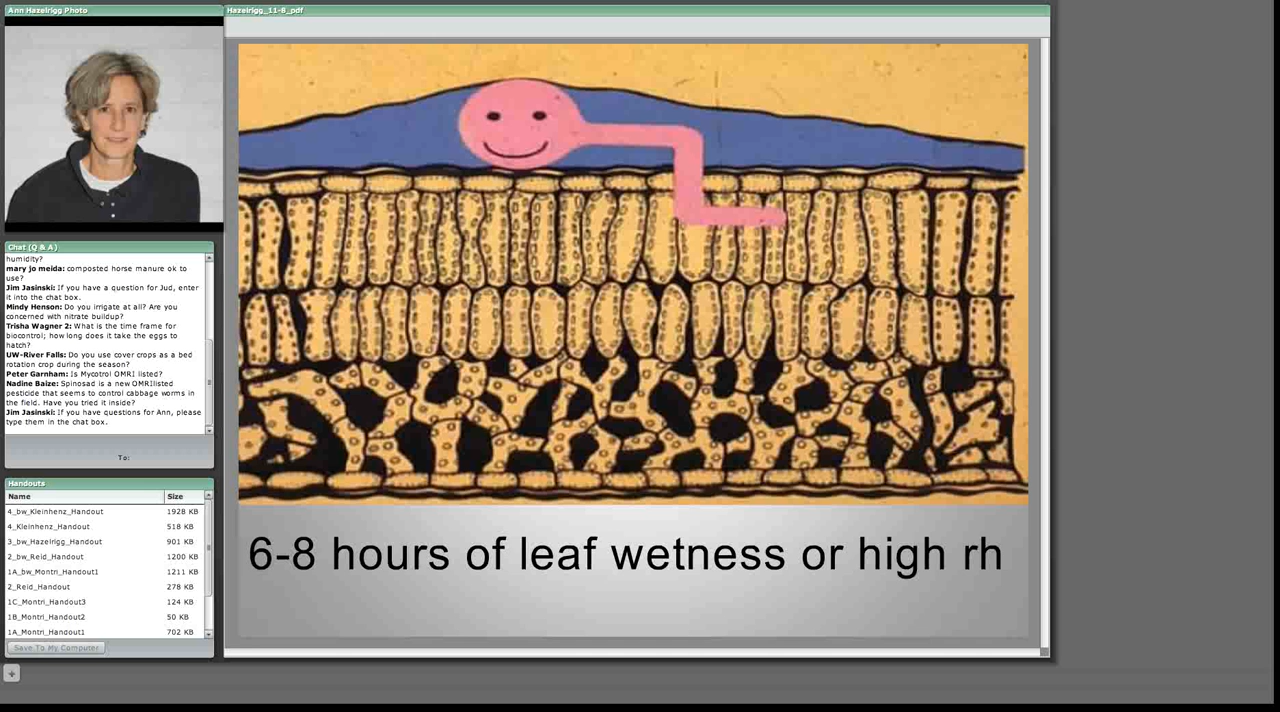 Ann Hazelrigg Photo
Chat (Q & A)
humidity?
mary jo meida: composted horse manure ok to
use?
Jim Jasinski: If you have a question for Jud, enter
it into the chat box.
Mindy Henson: Do you irrigate at all? Are you
concerned with nitrate buildup?
Trisha Wagner 2: What is the time frame for
biocontrol; how long does it take the eggs to
hatch?
UW-River Falls: Do you use cover crops as a bed
rotation crop during the season?
Peter Garnham: Is Mycotrol OMRI listed?
Nadine Baize: Spinosad is a new OMRIlisted
pesticide that seems to control cabbage worms in
the field. Have you tried it inside?
Jim Jasinski: If you have questions for Ann, please
type them in the chat box.
To:
Handouts
Name Size
4_bw_Kleinhenz_Handout 1928 KB
4_Kleinhenz_Handout 518 KB
3_bw_Hazelrigg_Handout 901 KB
2_bw_Reid_Handout 1200 KB
1A_bw_Montri_Handout1 1211 KB
2_Reid_Handout 278 KB
1C_Montri_Handout3 124 KB
1B_Montri_Handout2 50 KB
1A_Montri_Handout1 702 KB
Save To My Computer
Hazelrigg_11-8_pdf
6-8 hours of leaf wetness or high rh